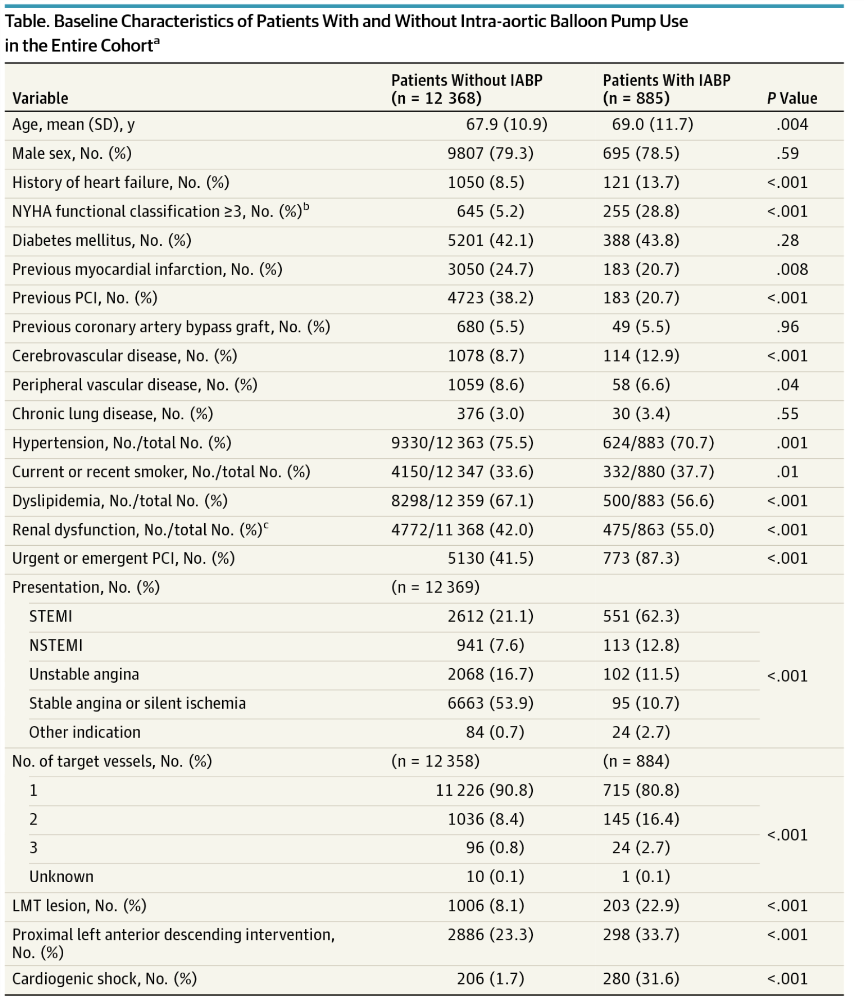 Table. Baseline Characteristics of Patients With and Without Intra-aortic Balloon Pump Use
in the Entire Cohortᵃ
Variable Patients Without IABP (n = 12 368) Patients With IABP (n = 885) P Value
Age, mean (SD), y 67.9 (10.9) 69.0 (11.7) .004
Male sex, No. (%) 9807 (79.3) 695 (78.5) .59
History of heart failure, No. (%) 1050 (8.5) 121 (13.7) <.001
NYHA functional classification ≥3, No. (%)ᵇ 645 (5.2) 255 (28.8) <.001
Diabetes mellitus, No. (%) 5201 (42.1) 388 (43.8) .28
Previous myocardial infarction, No. (%) 3050 (24.7) 183 (20.7) .008
Previous PCI, No. (%) 4723 (38.2) 183 (20.7) <.001
Previous coronary artery bypass graft, No. (%) 680 (5.5) 49 (5.5) .96
Cerebrovascular disease, No. (%) 1078 (8.7) 114 (12.9) <.001
Peripheral vascular disease, No. (%) 1059 (8.6) 58 (6.6) .04
Chronic lung disease, No. (%) 376 (3.0) 30 (3.4) .55
Hypertension, No./total No. (%) 9330/12 363 (75.5) 624/883 (70.7) .001
Current or recent smoker, No./total No. (%) 4150/12 347 (33.6) 332/880 (37.7) .01
Dyslipidemia, No./total No. (%) 8298/12 359 (67.1) 500/883 (56.6) <.001
Renal dysfunction, No./total No. (%)ᶜ 4772/11 368 (42.0) 475/863 (55.0) <.001
Urgent or emergent PCI, No. (%) 5130 (41.5) 773 (87.3) <.001
Presentation, No. (%) (n = 12 369)
STEMI 2612 (21.1) 551 (62.3)
NSTEMI 941 (7.6) 113 (12.8)
Unstable angina 2068 (16.7) 102 (11.5) <.001
Stable angina or silent ischemia 6663 (53.9) 95 (10.7)
Other indication 84 (0.7) 24 (2.7)
No. of target vessels, No. (%) (n = 12 358) (n = 884)
1 11 226 (90.8) 715 (80.8)
2 1036 (8.4) 145 (16.4)
<.001
3 96 (0.8) 24 (2.7)
Unknown 10 (0.1) 1 (0.1)
LMT lesion, No. (%) 1006 (8.1) 203 (22.9) <.001
Proximal left anterior descending intervention, 2886 (23.3) 298 (33.7) <.001
No. (%)
Cardiogenic shock, No. (%) 206 (1.7) 280 (31.6) <.001